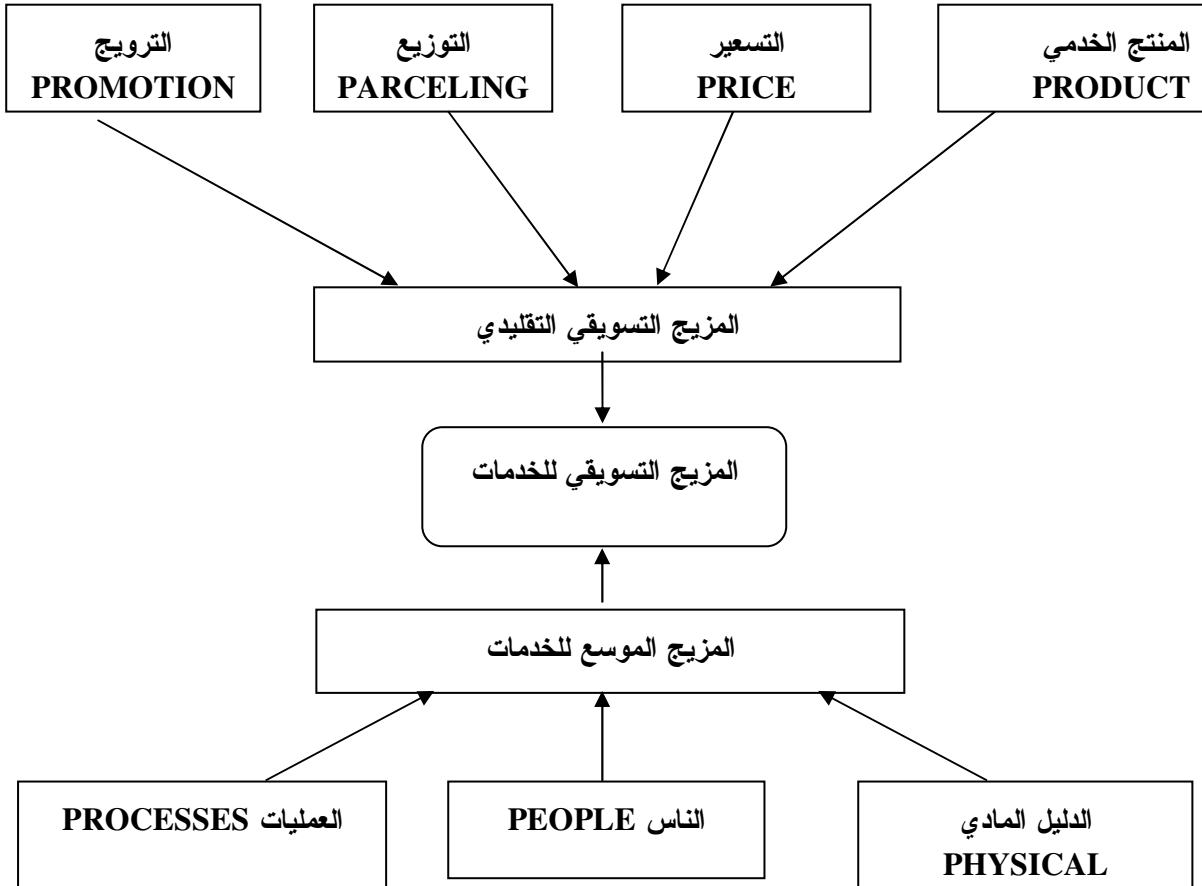 المنتج الخدمي
PRODUCT
التسعير
PRICE
التوزيع
PARCELING
الترويج
PROMOTION
المزيج التسويقي التقليدي
المزيج التسويقي للخدمات
المزيج الموسع للخدمات
الدليل المادي
PHYSICAL
الناس PEOPLE
العمليات PROCESSES